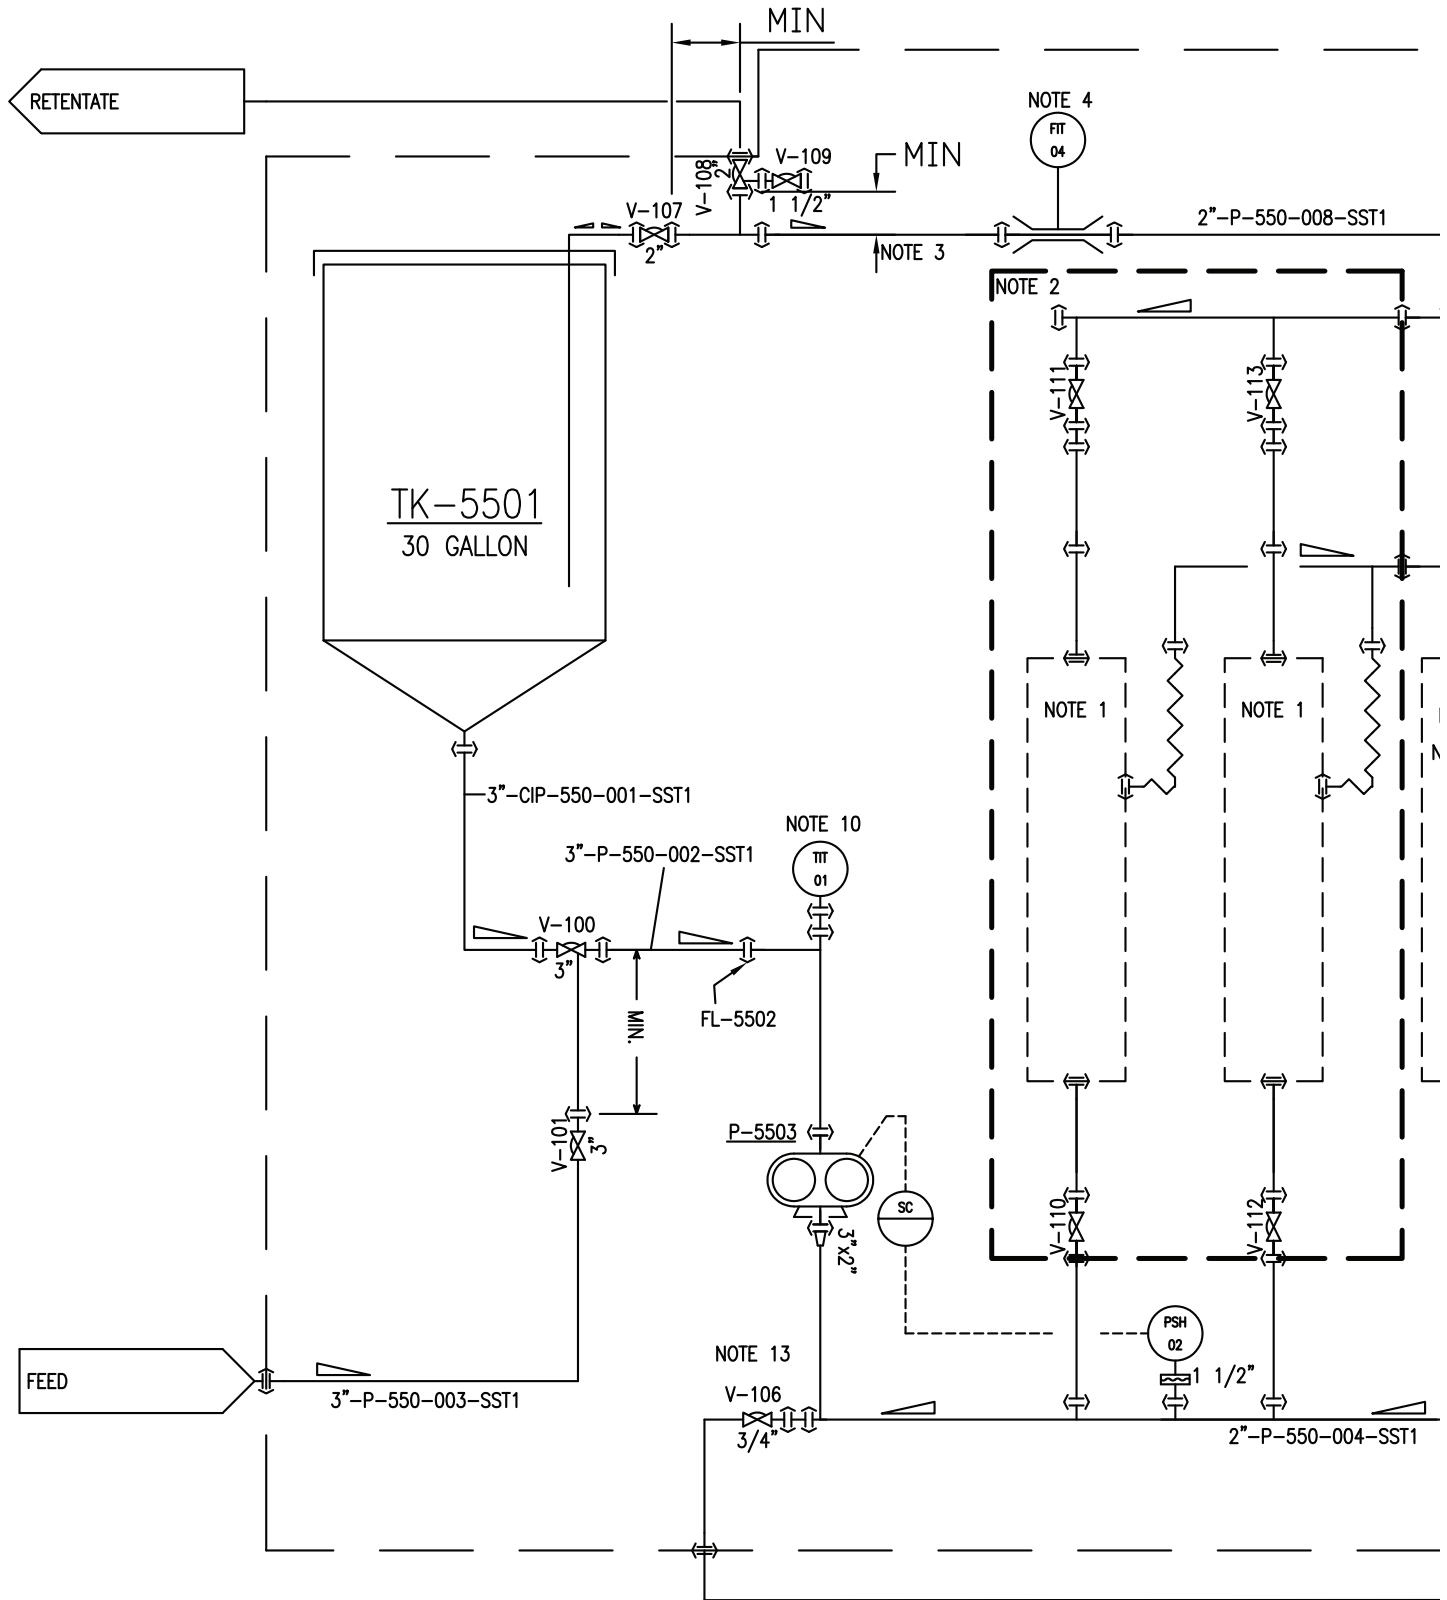 MIN
RETENTATE
NOTE 4
FIT
04
V-108
2"
V-109
MIN
1 1/2"
V-107
2"
NOTE 3
2"-P-550-008-SST1
NOTE 2
V-111
V-113
TK-5501
30 GALLON
NOTE 1
NOTE 1
3"-CIP-550-001-SST1
NOTE 10
TIT
01
3"-P-550-002-SST1
V-100
3"
MIN.
FL-5502
V-101
3"
P-5503
SC
3"x2"
V-110
V-112
PSH
02
1 1/2"
NOTE 13
V-106
3/4"
FEED
3"-P-550-003-SST1
2"-P-550-004-SST1